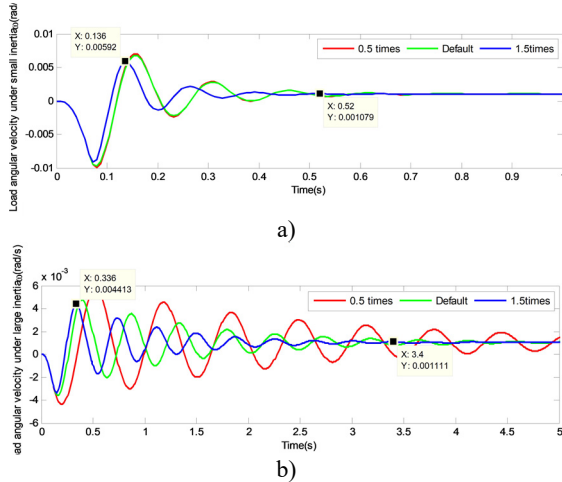 Load angular velocity under small inertia₀(rad/
0.01
0.005
0
-0.005
-0.01
X: 0.136
Y: 0.00592
0.5 times Default 1.5times
X: 0.52
Y: 0.001079
0 0.1 0.2 0.3 0.4 0.5 0.6 0.7 0.8 0.9 1
Time(s)
a)
ad angular velocity under large inertia₀(rad/s)
6 × 10⁻³
4
2
0
-2
-4
-6
X: 0.336
Y: 0.004413
0.5 times Default 1.5times
X: 3.4
Y: 0.001111
0 0.5 1 1.5 2 2.5 3 3.5 4 4.5 5
Time(s)
b)